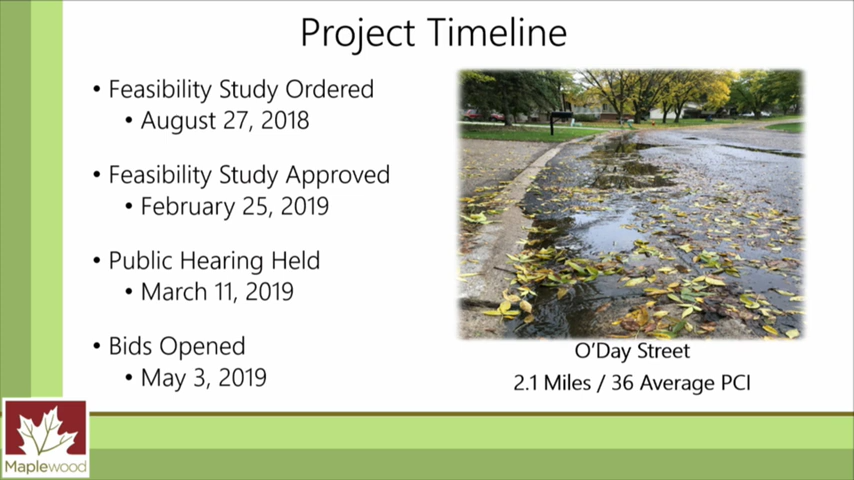 Project Timeline
• Feasibility Study Ordered
• August 27, 2018
• Feasibility Study Approved
• February 25, 2019
• Public Hearing Held
• March 11, 2019
• Bids Opened
• May 3, 2019
O'Day Street
2.1 Miles / 36 Average PCI
Maplewood